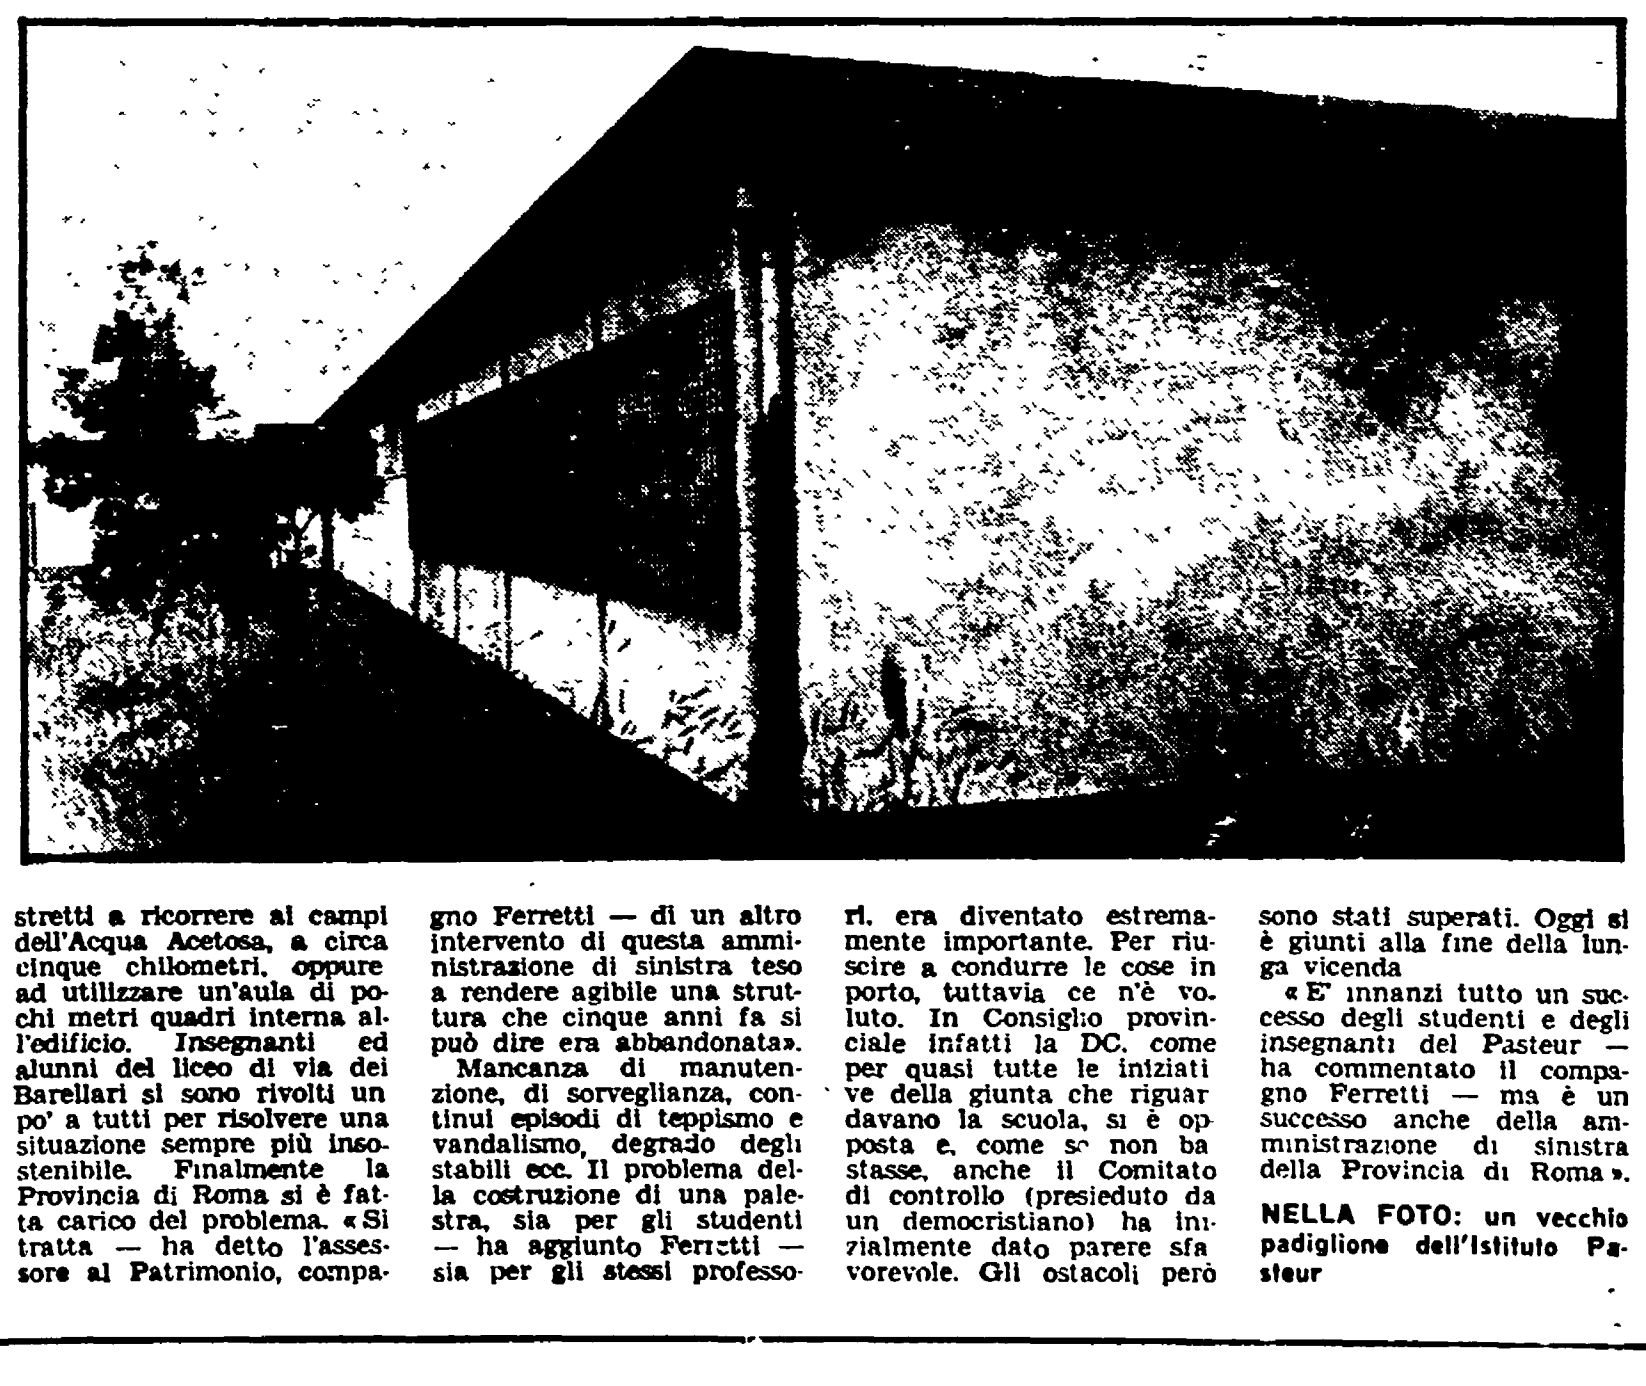 stretti a ricorrere ai campi
dell'Acqua Acetosa, a circa
cinque chilometri, oppure
ad utilizzare un'aula di po-
chi metri quadri interna al-
l'edificio. Insegnanti ed
alunni del liceo di via dei
Barellari si sono rivolti un
po' a tutti per risolvere una
situazione sempre più inso-
stenibile. Finalmente la
Provincia di Roma si è fat-
ta carico del problema. «Si
tratta — ha detto l'asses-
sore al Patrimonio, compa-
gno Ferretti — di un altro
intervento di questa ammi-
nistrazione di sinistra teso
a rendere agibile una strut-
tura che cinque anni fa si
può dire era abbandonata».
Mancanza di manuten-
zione, di sorveglianza, con-
tinui episodi di teppismo e
vandalismo, degrado degli
stabili ecc. Il problema del-
la costruzione di una pale-
stra, sia per gli studenti
— ha aggiunto Ferretti —
sia per gli stessi professo-
ri, era diventato estrema-
mente importante. Per riu-
scire a condurre le cose in
porto, tuttavia ce n'è vo-
luto. In Consiglio provin-
ciale infatti la DC, come
per quasi tutte le iniziati
ve della giunta che riguar
davano la scuola, si è op-
posta e, come se non ba
stasse, anche il Comitato
di controllo (presieduto da
un democristiano) ha ini-
zialmente dato parere sfa
vorevole. Gli ostacoli però
sono stati superati. Oggi si
è giunti alla fine della lun-
ga vicenda
«E' innanzi tutto un suc-
cesso degli studenti e degli
insegnanti del Pasteur —
ha commentato il compa-
gno Ferretti — ma è un
successo anche della am-
ministrazione di sinistra
della Provincia di Roma».
NELLA FOTO: un vecchio
padiglione dell'Istituto Pa-
steur